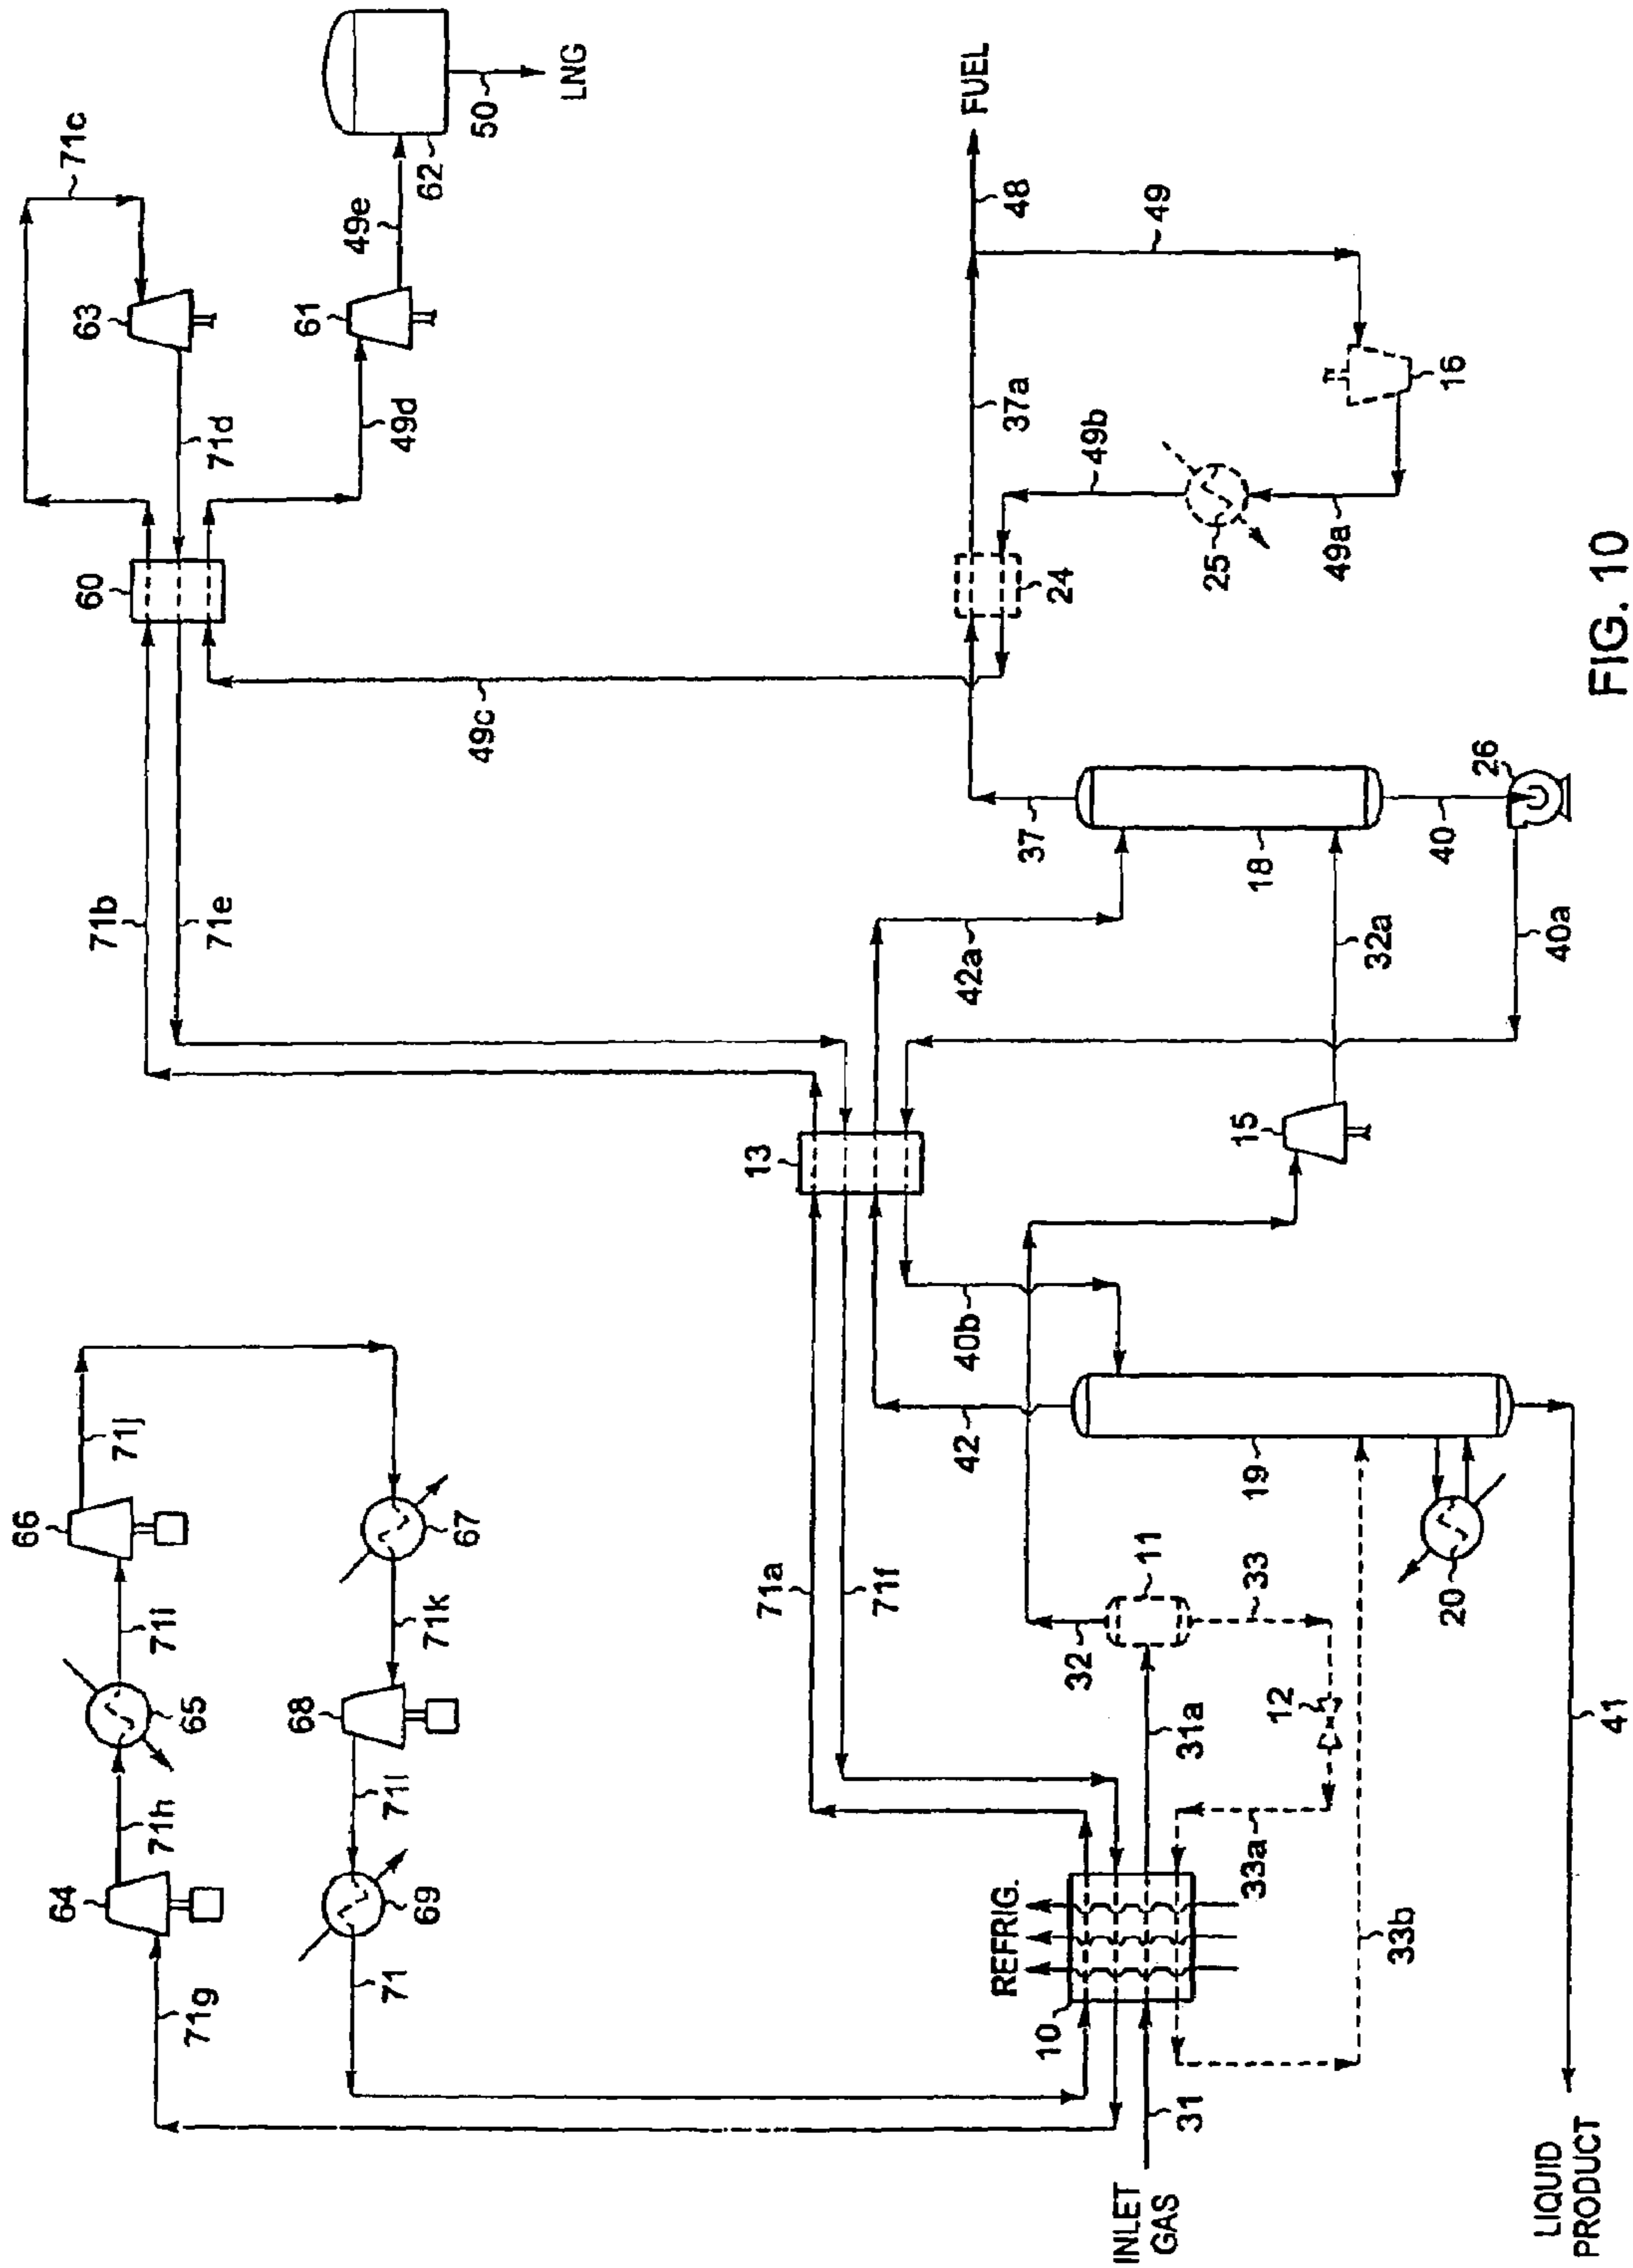 71g
64
71h
65
71i
66
71j
67
71k
68
71l
69
71
71b
71e
60
71d
63
71c
49d
61
49e
62
50
LNG
49c
71a
71f
13
42a
40b
42
REFRIG.
10
31
INLET
GAS
31a
32
11
33
12
33a
33b
20
19
15
32a
18
37
40
26
40a
37a
48
FUEL
49
16
49b
25
49a
24
41
LIQUID
PRODUCT
FIG. 10